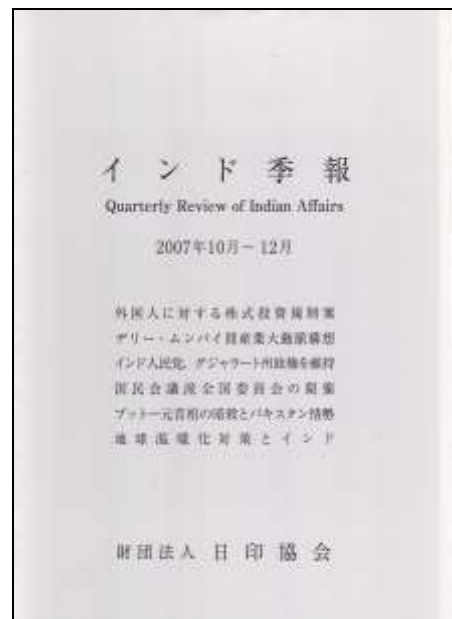 インド季報
Quarterly Review of Indian Affairs
2007年10月－12月
外国人に対する株式投資規制案
デリー・ムンバイ間産業大動脈構想
インド人民党、グジャラート州政権を維持
国民会議派全国委員会の開催
ブットー元首相の暗殺とパキスタン情勢
地球温暖化対策とインド
財団法人 日印協会